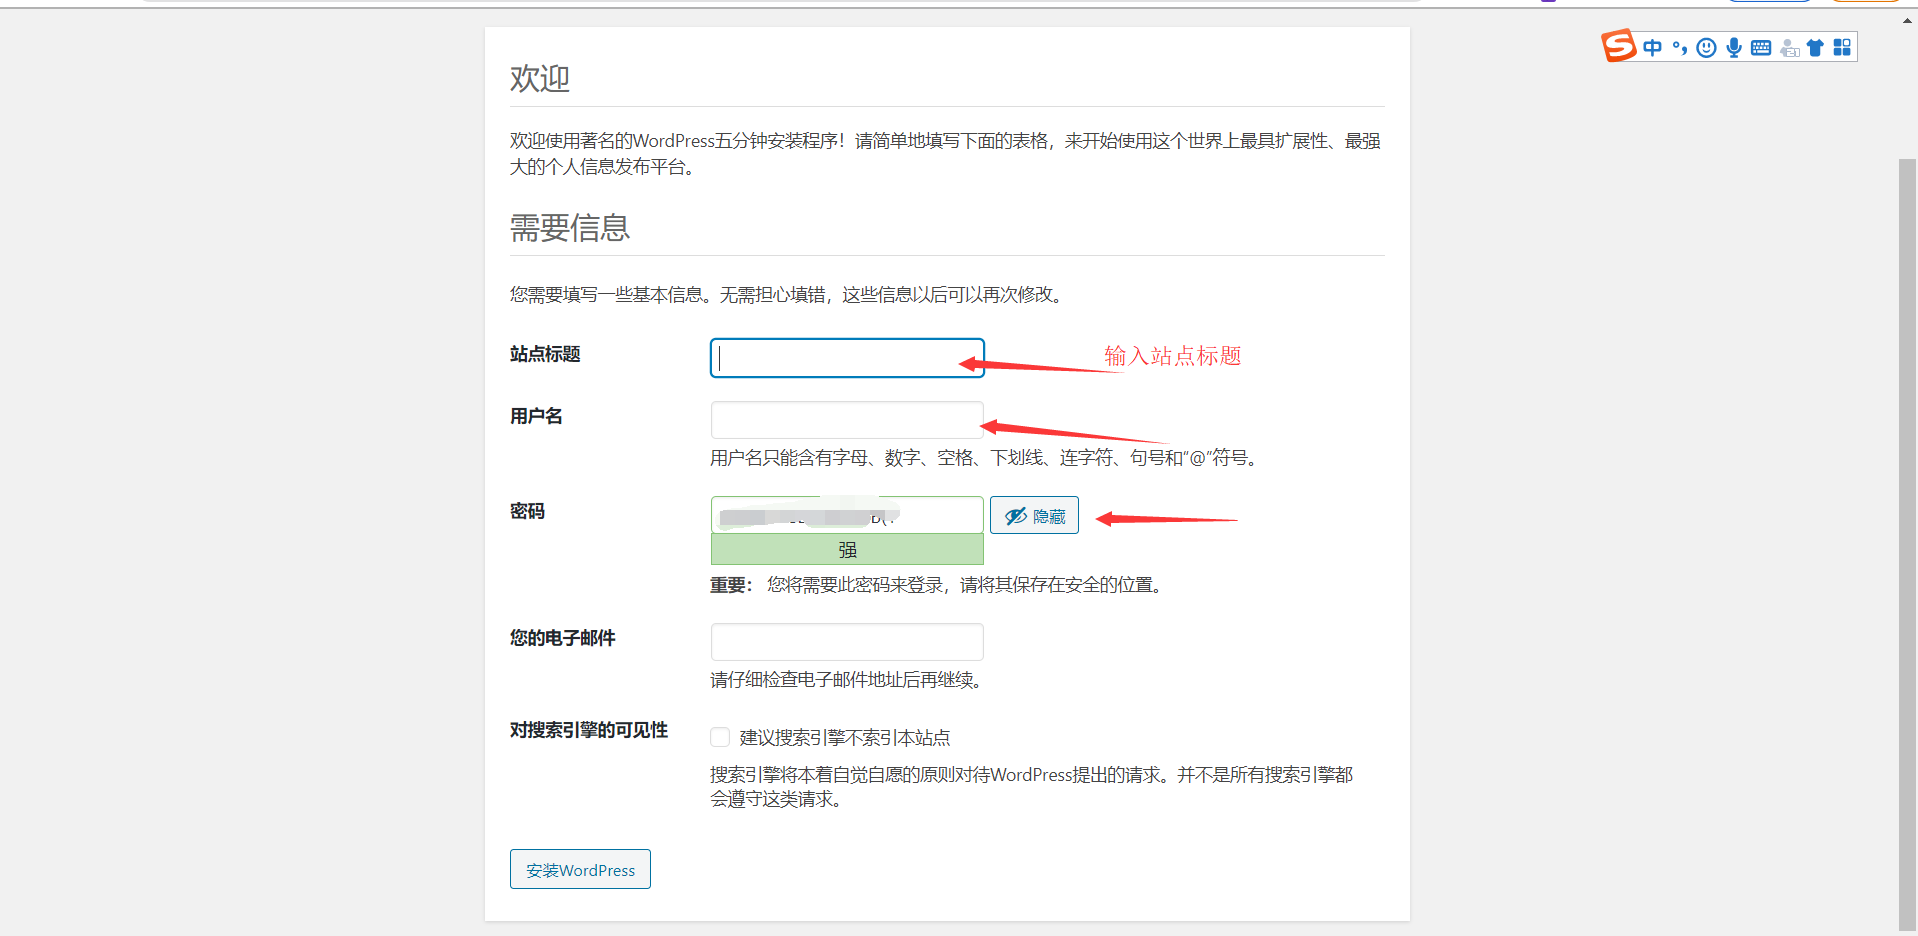 中
欢迎
欢迎使用著名的WordPress五分钟安装程序！请简单地填写下面的表格，来开始使用这个世界上最具扩展性、最强
大的个人信息发布平台。
需要信息
您需要填写一些基本信息。无需担心填错，这些信息以后可以再次修改。
站点标题
输入站点标题
用户名
用户名只能含有字母、数字、空格、下划线、连字符、句号和“@”符号。
密码
隐藏
强
重要： 您将需要此密码来登录，请将其保存在安全的位置。
您的电子邮件
请仔细检查电子邮件地址后再继续。
对搜索引擎的可见性
建议搜索引擎不索引本站点
搜索引擎将本着自觉自愿的原则对待WordPress提出的请求。并不是所有搜索引擎都
会遵守这类请求。
安装WordPress